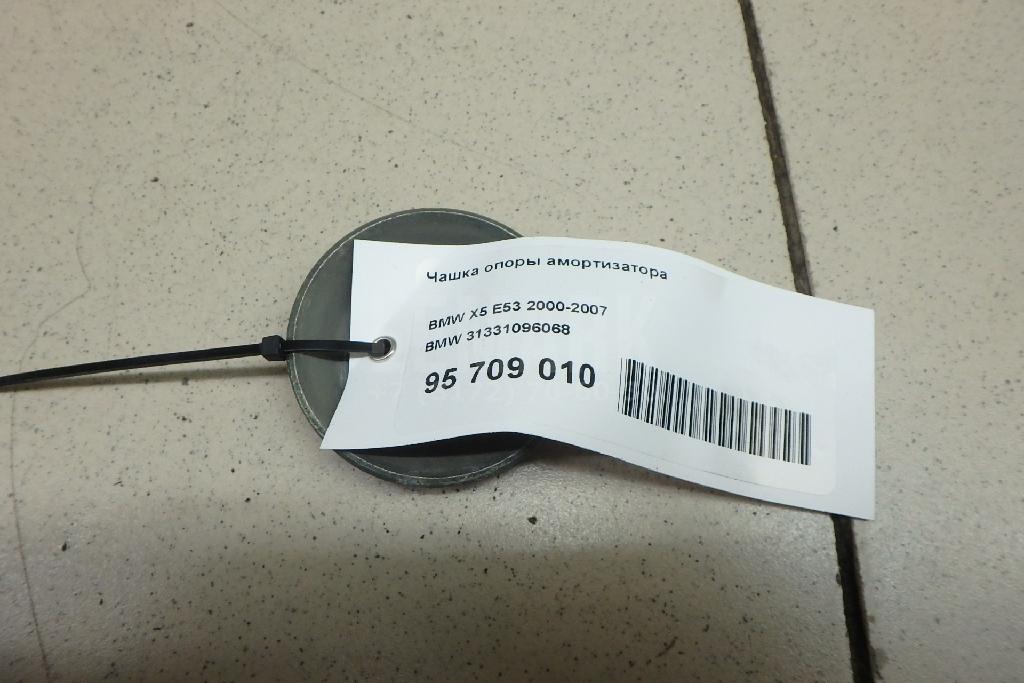 Чашка опоры амортизатора
BMW X5 E53 2000-2007
BMW 31331096068
95 709 010